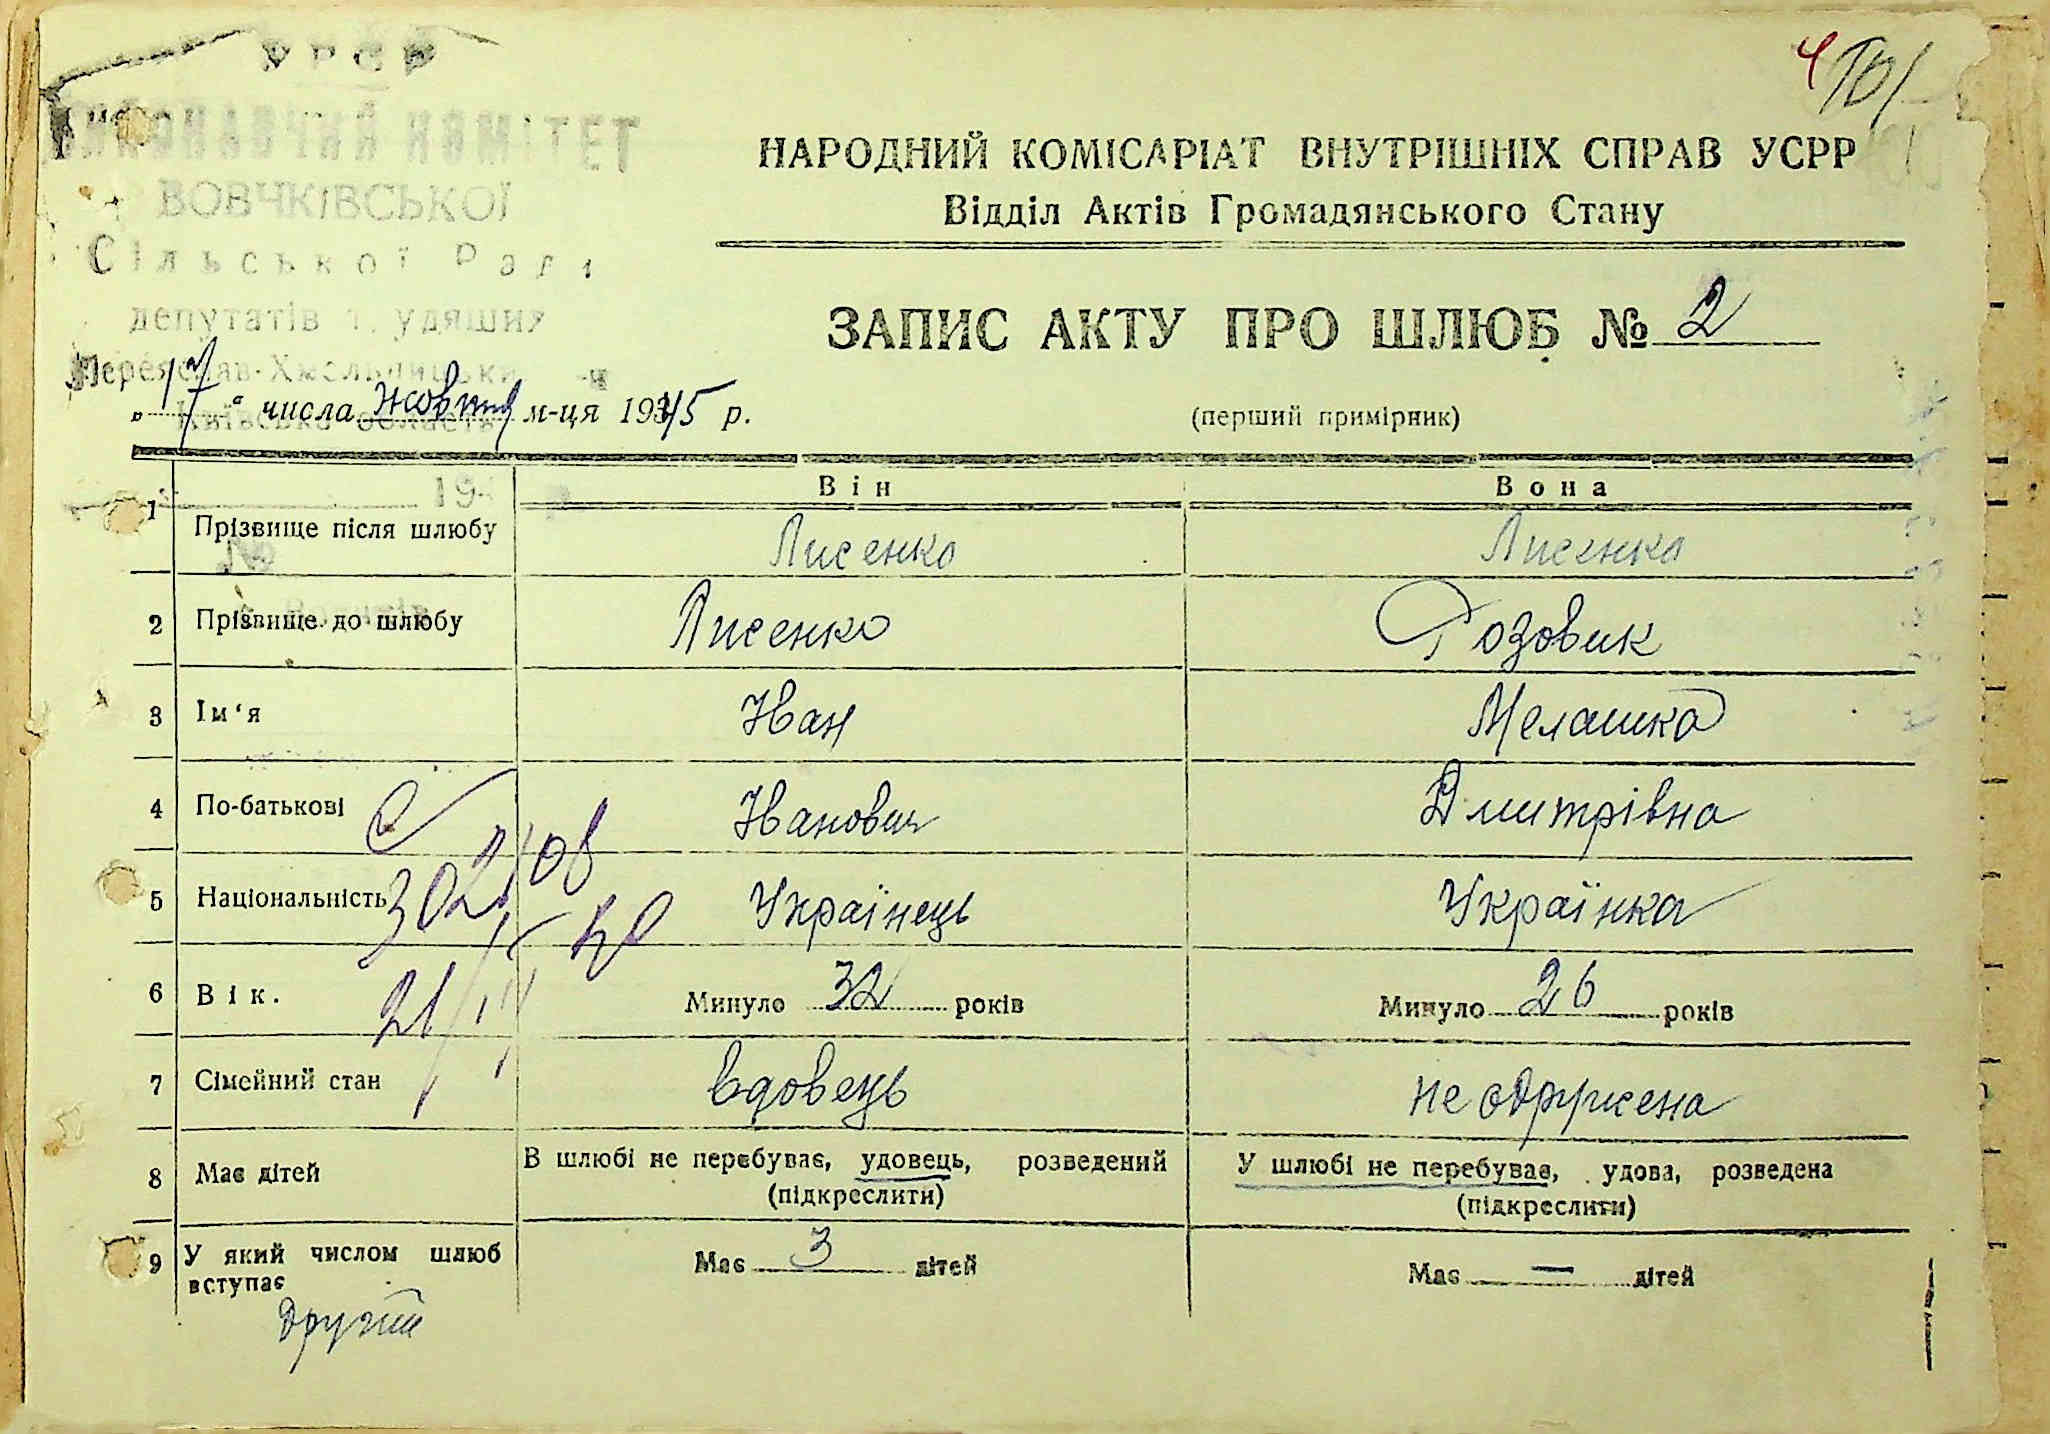 УРСР
ВИКОНАВЧИЙ КОМІТЕТ
ВОВЧКІВСЬКОЇ
Сільської Ради
депутатів трудящих
Переяслав-Хмельницьки
Київської області
194 р
№
НАРОДНИЙ КОМІСАРІАТ ВНУТРІШНІХ СПРАВ УСРР
Відділ Актів Громадянського Стану
ЗАПИС АКТУ ПРО ШЛЮБ № 2
„17“ числа Жовтня м-ця 1945 р.
(перший примірник)
Він Вона
1 Прізвище після шлюбу Лисенко Лисенко
2 Прізвище до шлюбу Лисенко Розовик
3 Ім‘я Іван Мелашка
4 По-батькові Іванович Дмитрівна
5 Національність Українець Українка
6 Вік. Минуло 32 років Минуло 26 років
7 Сімейний стан вдовець не одружена
8 Має дітей В шлюбі не перебуває, удовець, розведений У шлюбі не перебуває, удова, розведена
(підкреслити) (підкреслити)
9 У який числом шлюб Має 3 дітей Має — дітей
вступає
другий